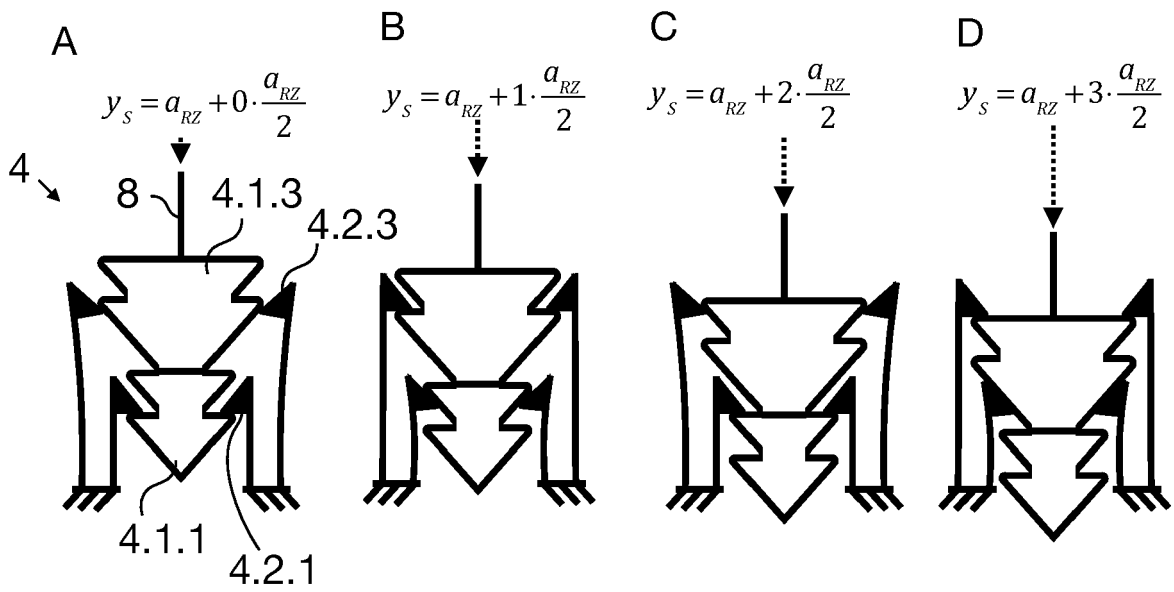 A
B
C
D
y_S = a_RZ + 0 · a_RZ/2
y_S = a_RZ + 1 · a_RZ/2
y_S = a_RZ + 2 · a_RZ/2
y_S = a_RZ + 3 · a_RZ/2
4
8
4.1.3
4.2.3
4.1.1
4.2.1